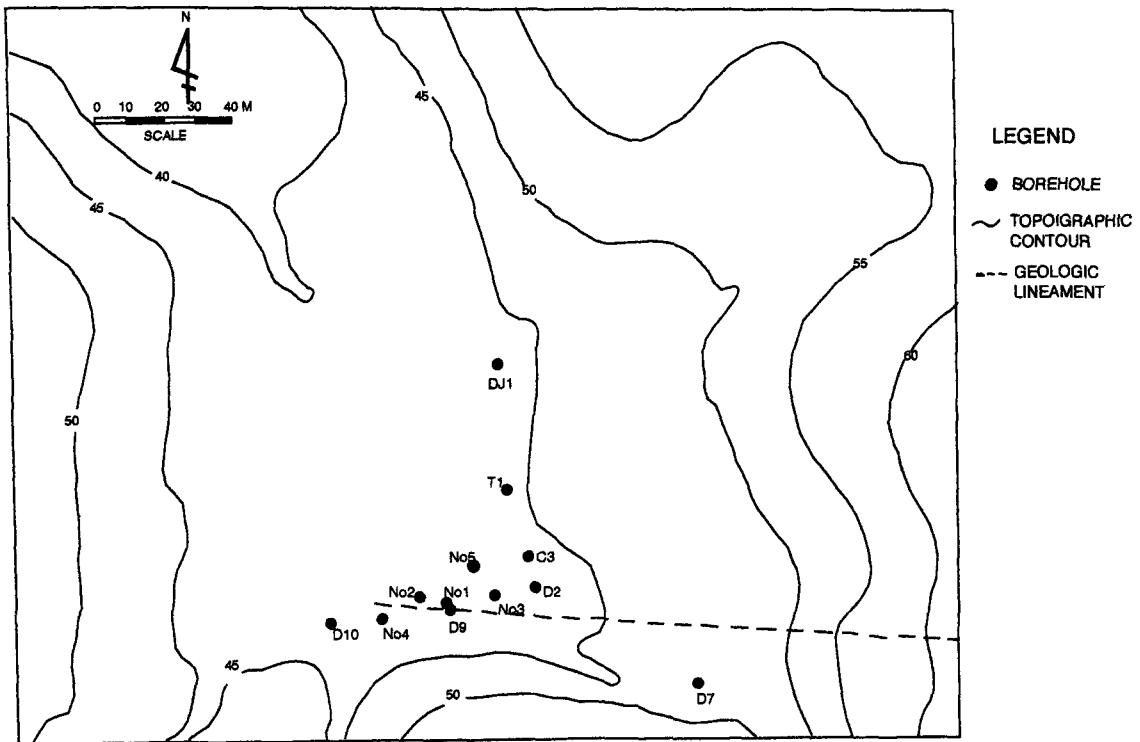 N
0 10 20 30 40 M
SCALE
45
40
45
50
50
55
60
50
45
50
DJ1
T1
C3
No5
D2
No2
No1
No3
D9
No4
D10
D7
LEGEND
BOREHOLE
TOPOIGRAPHIC
CONTOUR
GEOLOGIC
LINEAMENT